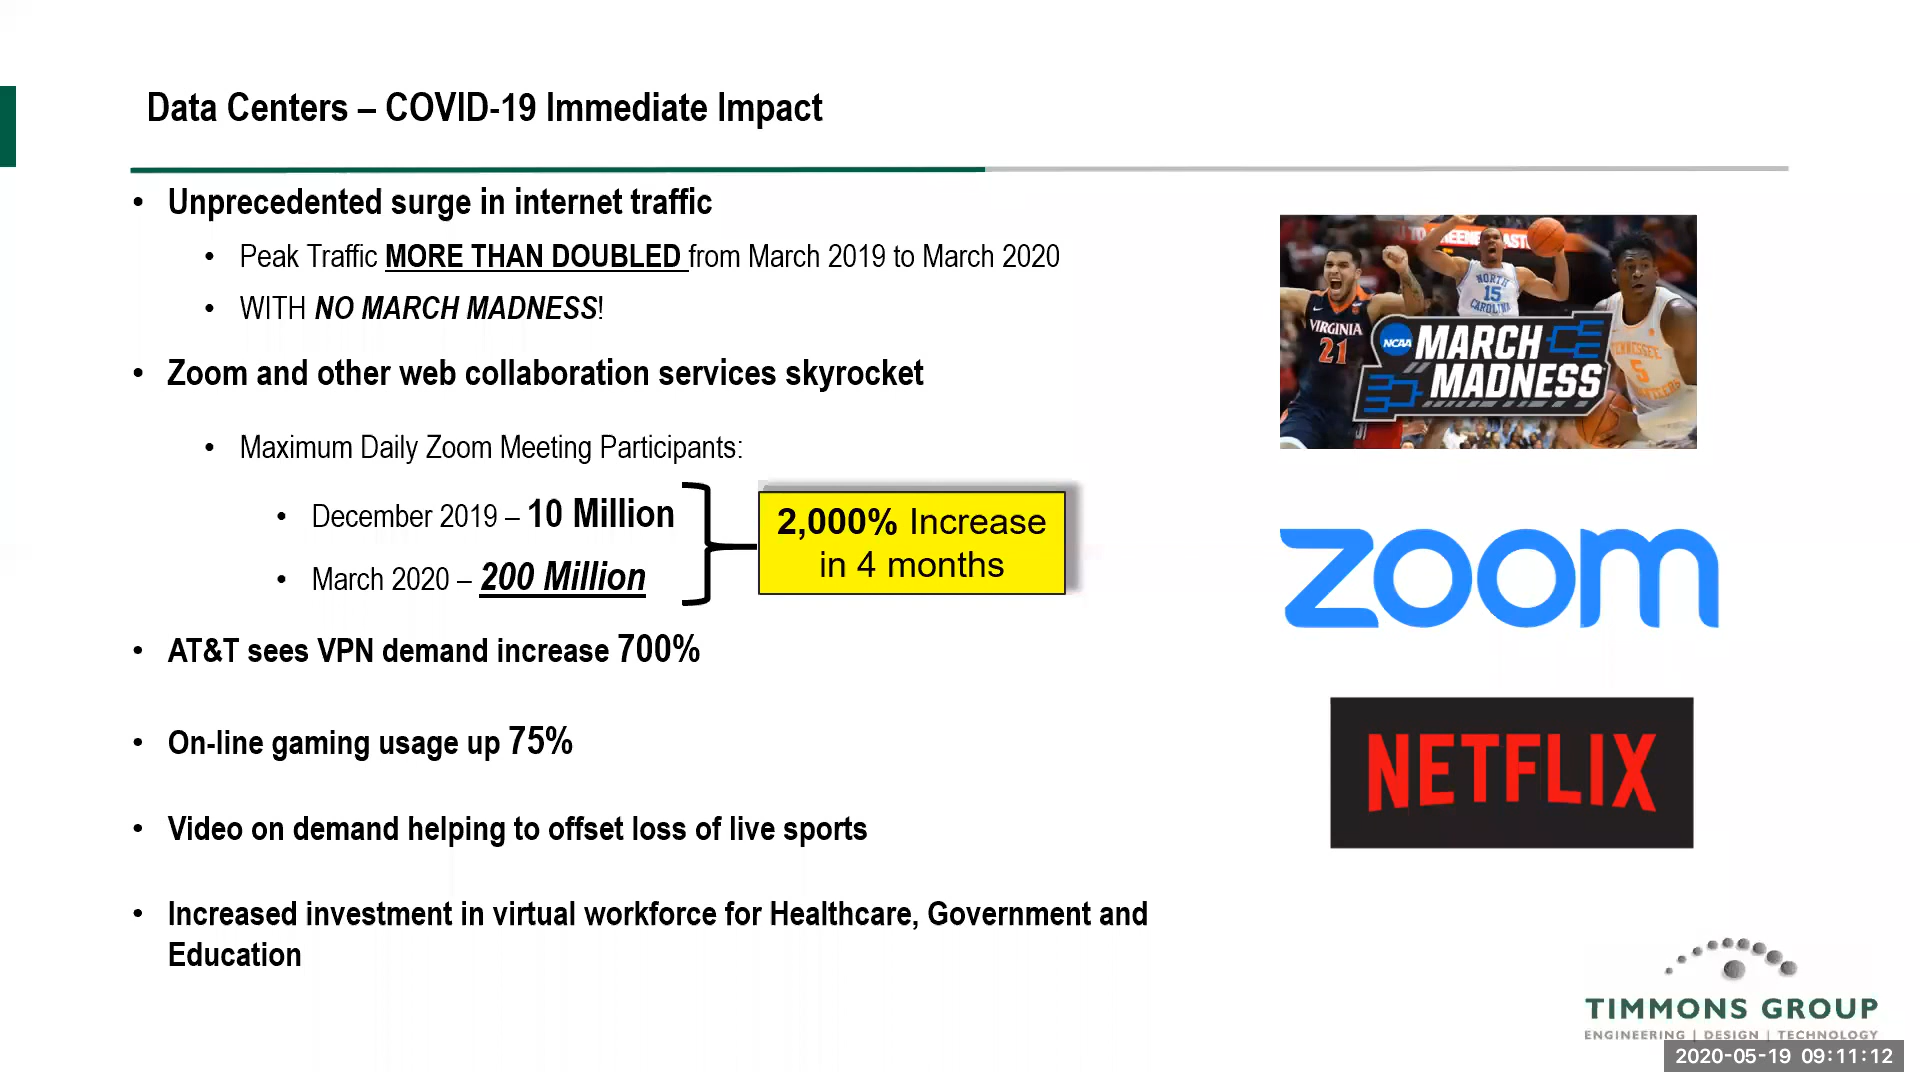 Data Centers – COVID-19 Immediate Impact
• Unprecedented surge in internet traffic
• Peak Traffic MORE THAN DOUBLED from March 2019 to March 2020
• WITH NO MARCH MADNESS!
• Zoom and other web collaboration services skyrocket
• Maximum Daily Zoom Meeting Participants:
• December 2019 – 10 Million
• March 2020 – 200 Million
2,000% Increase
in 4 months
• AT&T sees VPN demand increase 700%
• On-line gaming usage up 75%
• Video on demand helping to offset loss of live sports
• Increased investment in virtual workforce for Healthcare, Government and
Education
NORTH
15
CAROLINA
VIRGINIA
21
TENNESSEE
5
NCAA
MARCH
MADNESS
zoom
NETFLIX
TIMMONS GROUP
ENGINEERING | DESIGN | TECHNOLOGY
2020-05-19 09:11:12